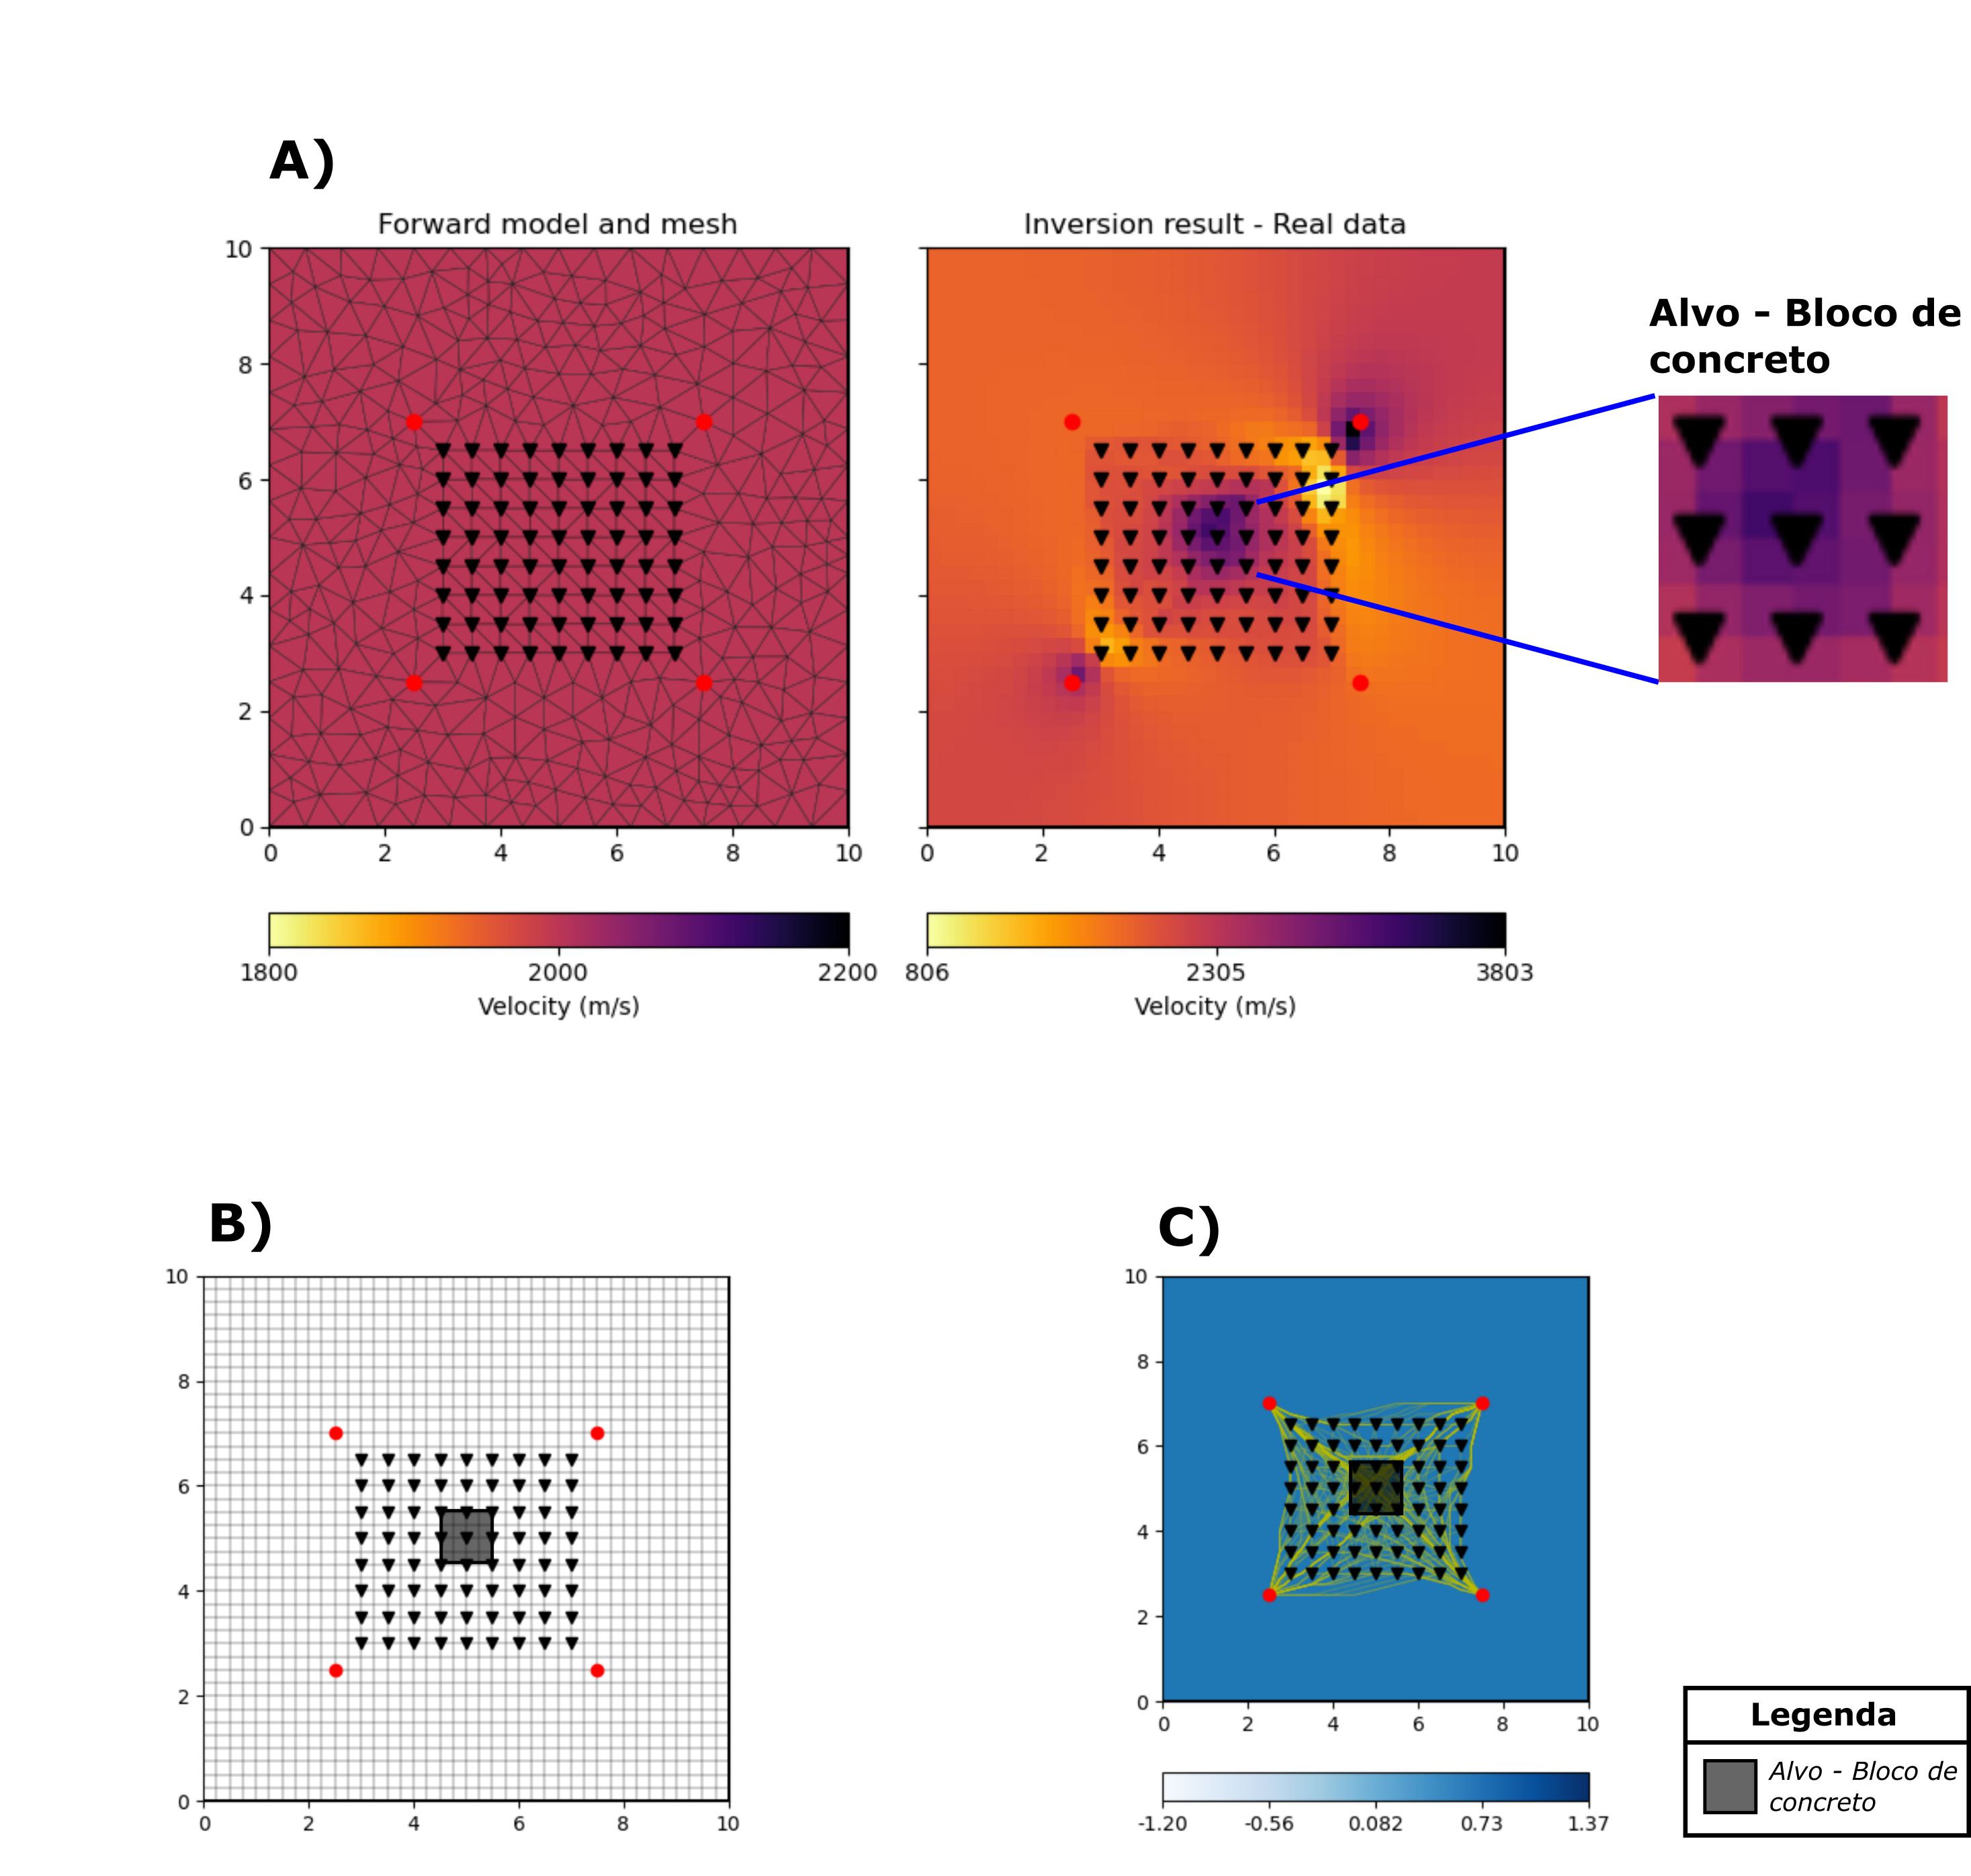 A)
Forward model and mesh
Inversion result - Real data
10
8
6
4
2
0
0 2 4 6 8 10
0 2 4 6 8 10
Alvo - Bloco de
concreto
1800 2000 2200
Velocity (m/s)
806 2305 3803
Velocity (m/s)
B)
10
8
6
4
2
0
0 2 4 6 8 10
C)
10
8
6
4
2
0
0 2 4 6 8 10
-1.20 -0.56 0.082 0.73 1.37
Legenda
Alvo - Bloco de
concreto